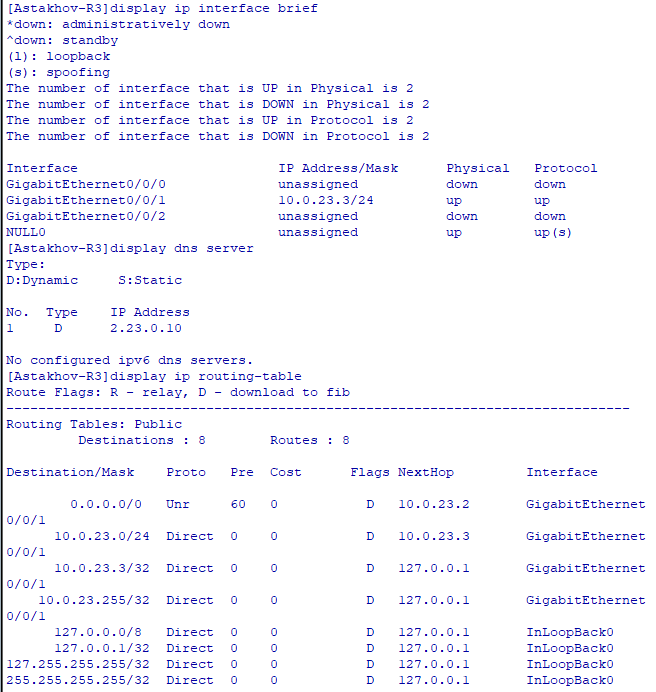 [Astakhov-R3]display ip interface brief
*down: administratively down
^down: standby
(l): loopback
(s): spoofing
The number of interface that is UP in Physical is 2
The number of interface that is DOWN in Physical is 2
The number of interface that is UP in Protocol is 2
The number of interface that is DOWN in Protocol is 2
Interface IP Address/Mask Physical Protocol
GigabitEthernet0/0/0 unassigned down down
GigabitEthernet0/0/1 10.0.23.3/24 up up
GigabitEthernet0/0/2 unassigned down down
NULL0 unassigned up up(s)
[Astakhov-R3]display dns server
Type:
D:Dynamic S:Static
No. Type IP Address
1 D 2.23.0.10
No configured ipv6 dns servers.
[Astakhov-R3]display ip routing-table
Route Flags: R - relay, D - download to fib
------------------------------------------------------------------------------
Routing Tables: Public
Destinations : 8 Routes : 8
Destination/Mask Proto Pre Cost Flags NextHop Interface
0.0.0.0/0 Unr 60 0 D 10.0.23.2 GigabitEthernet
0/0/1
10.0.23.0/24 Direct 0 0 D 10.0.23.3 GigabitEthernet
0/0/1
10.0.23.3/32 Direct 0 0 D 127.0.0.1 GigabitEthernet
0/0/1
10.0.23.255/32 Direct 0 0 D 127.0.0.1 GigabitEthernet
0/0/1
127.0.0.0/8 Direct 0 0 D 127.0.0.1 InLoopBack0
127.0.0.1/32 Direct 0 0 D 127.0.0.1 InLoopBack0
127.255.255.255/32 Direct 0 0 D 127.0.0.1 InLoopBack0
255.255.255.255/32 Direct 0 0 D 127.0.0.1 InLoopBack0